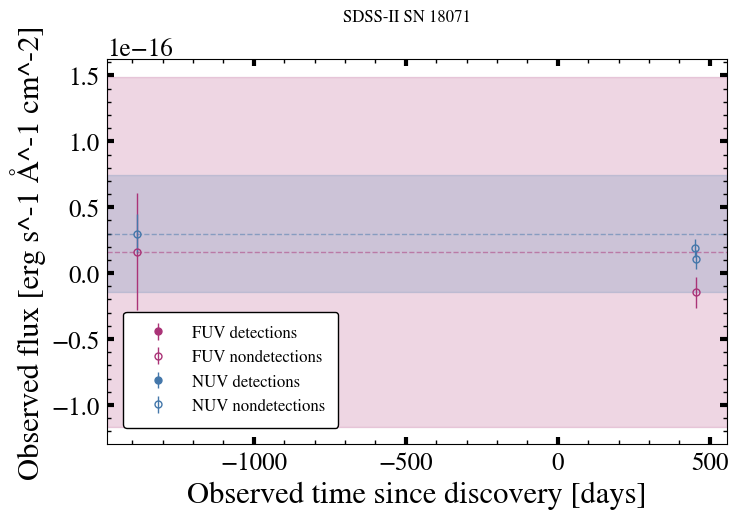 SDSS-II SN 18071
1e−16
Observed flux [erg s^-1 Å^-1 cm^-2]
1.5
1.0
0.5
0.0
−0.5
−1.0
FUV detections
FUV nondetections
NUV detections
NUV nondetections
−1000
−500
0
500
Observed time since discovery [days]